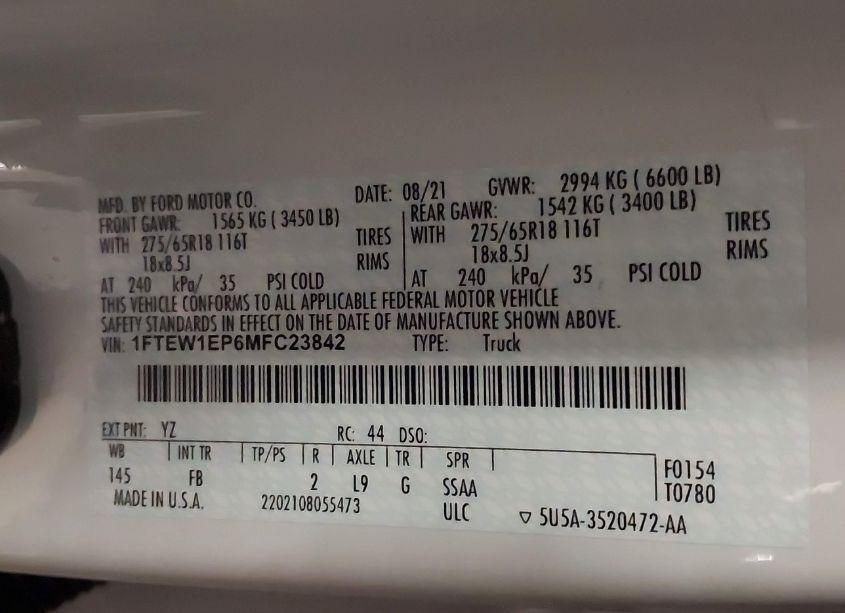 MFD. BY FORD MOTOR CO. DATE: 08/21 GVWR: 2994 KG ( 6600 LB)
FRONT GAWR: 1565 KG ( 3450 LB) REAR GAWR: 1542 KG ( 3400 LB)
WITH 275/65R18 116T TIRES WITH 275/65R18 116T TIRES
18x8.5J RIMS 18x8.5J RIMS
AT 240 kPa/ 35 PSI COLD AT 240 kPa/ 35 PSI COLD
THIS VEHICLE CONFORMS TO ALL APPLICABLE FEDERAL MOTOR VEHICLE
SAFETY STANDARDS IN EFFECT ON THE DATE OF MANUFACTURE SHOWN ABOVE.
VIN: 1FTEW1EP6MFC23842 TYPE: Truck
EXT PNT: YZ RC: 44 DSO:
WB INT TR TP/PS R AXLE TR SPR F0154
145 FB 2 L9 G SSAA T0780
MADE IN U.S.A. 2202108055473 ULC ▽ 5U5A-3520472-AA